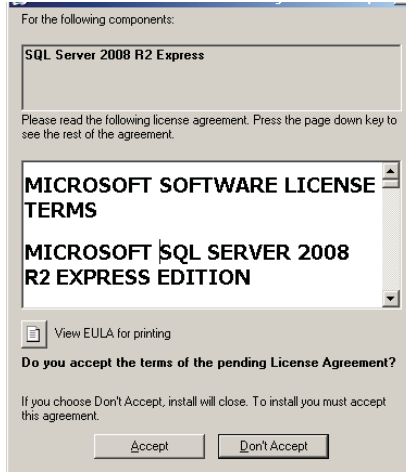 For the following components:
SQL Server 2008 R2 Express
Please read the following license agreement. Press the page down key to
see the rest of the agreement.
MICROSOFT SOFTWARE LICENSE
TERMS
MICROSOFT SQL SERVER 2008
R2 EXPRESS EDITION
View EULA for printing
Do you accept the terms of the pending License Agreement?
If you choose Don't Accept, install will close. To install you must accept
this agreement.
Accept
Don't Accept